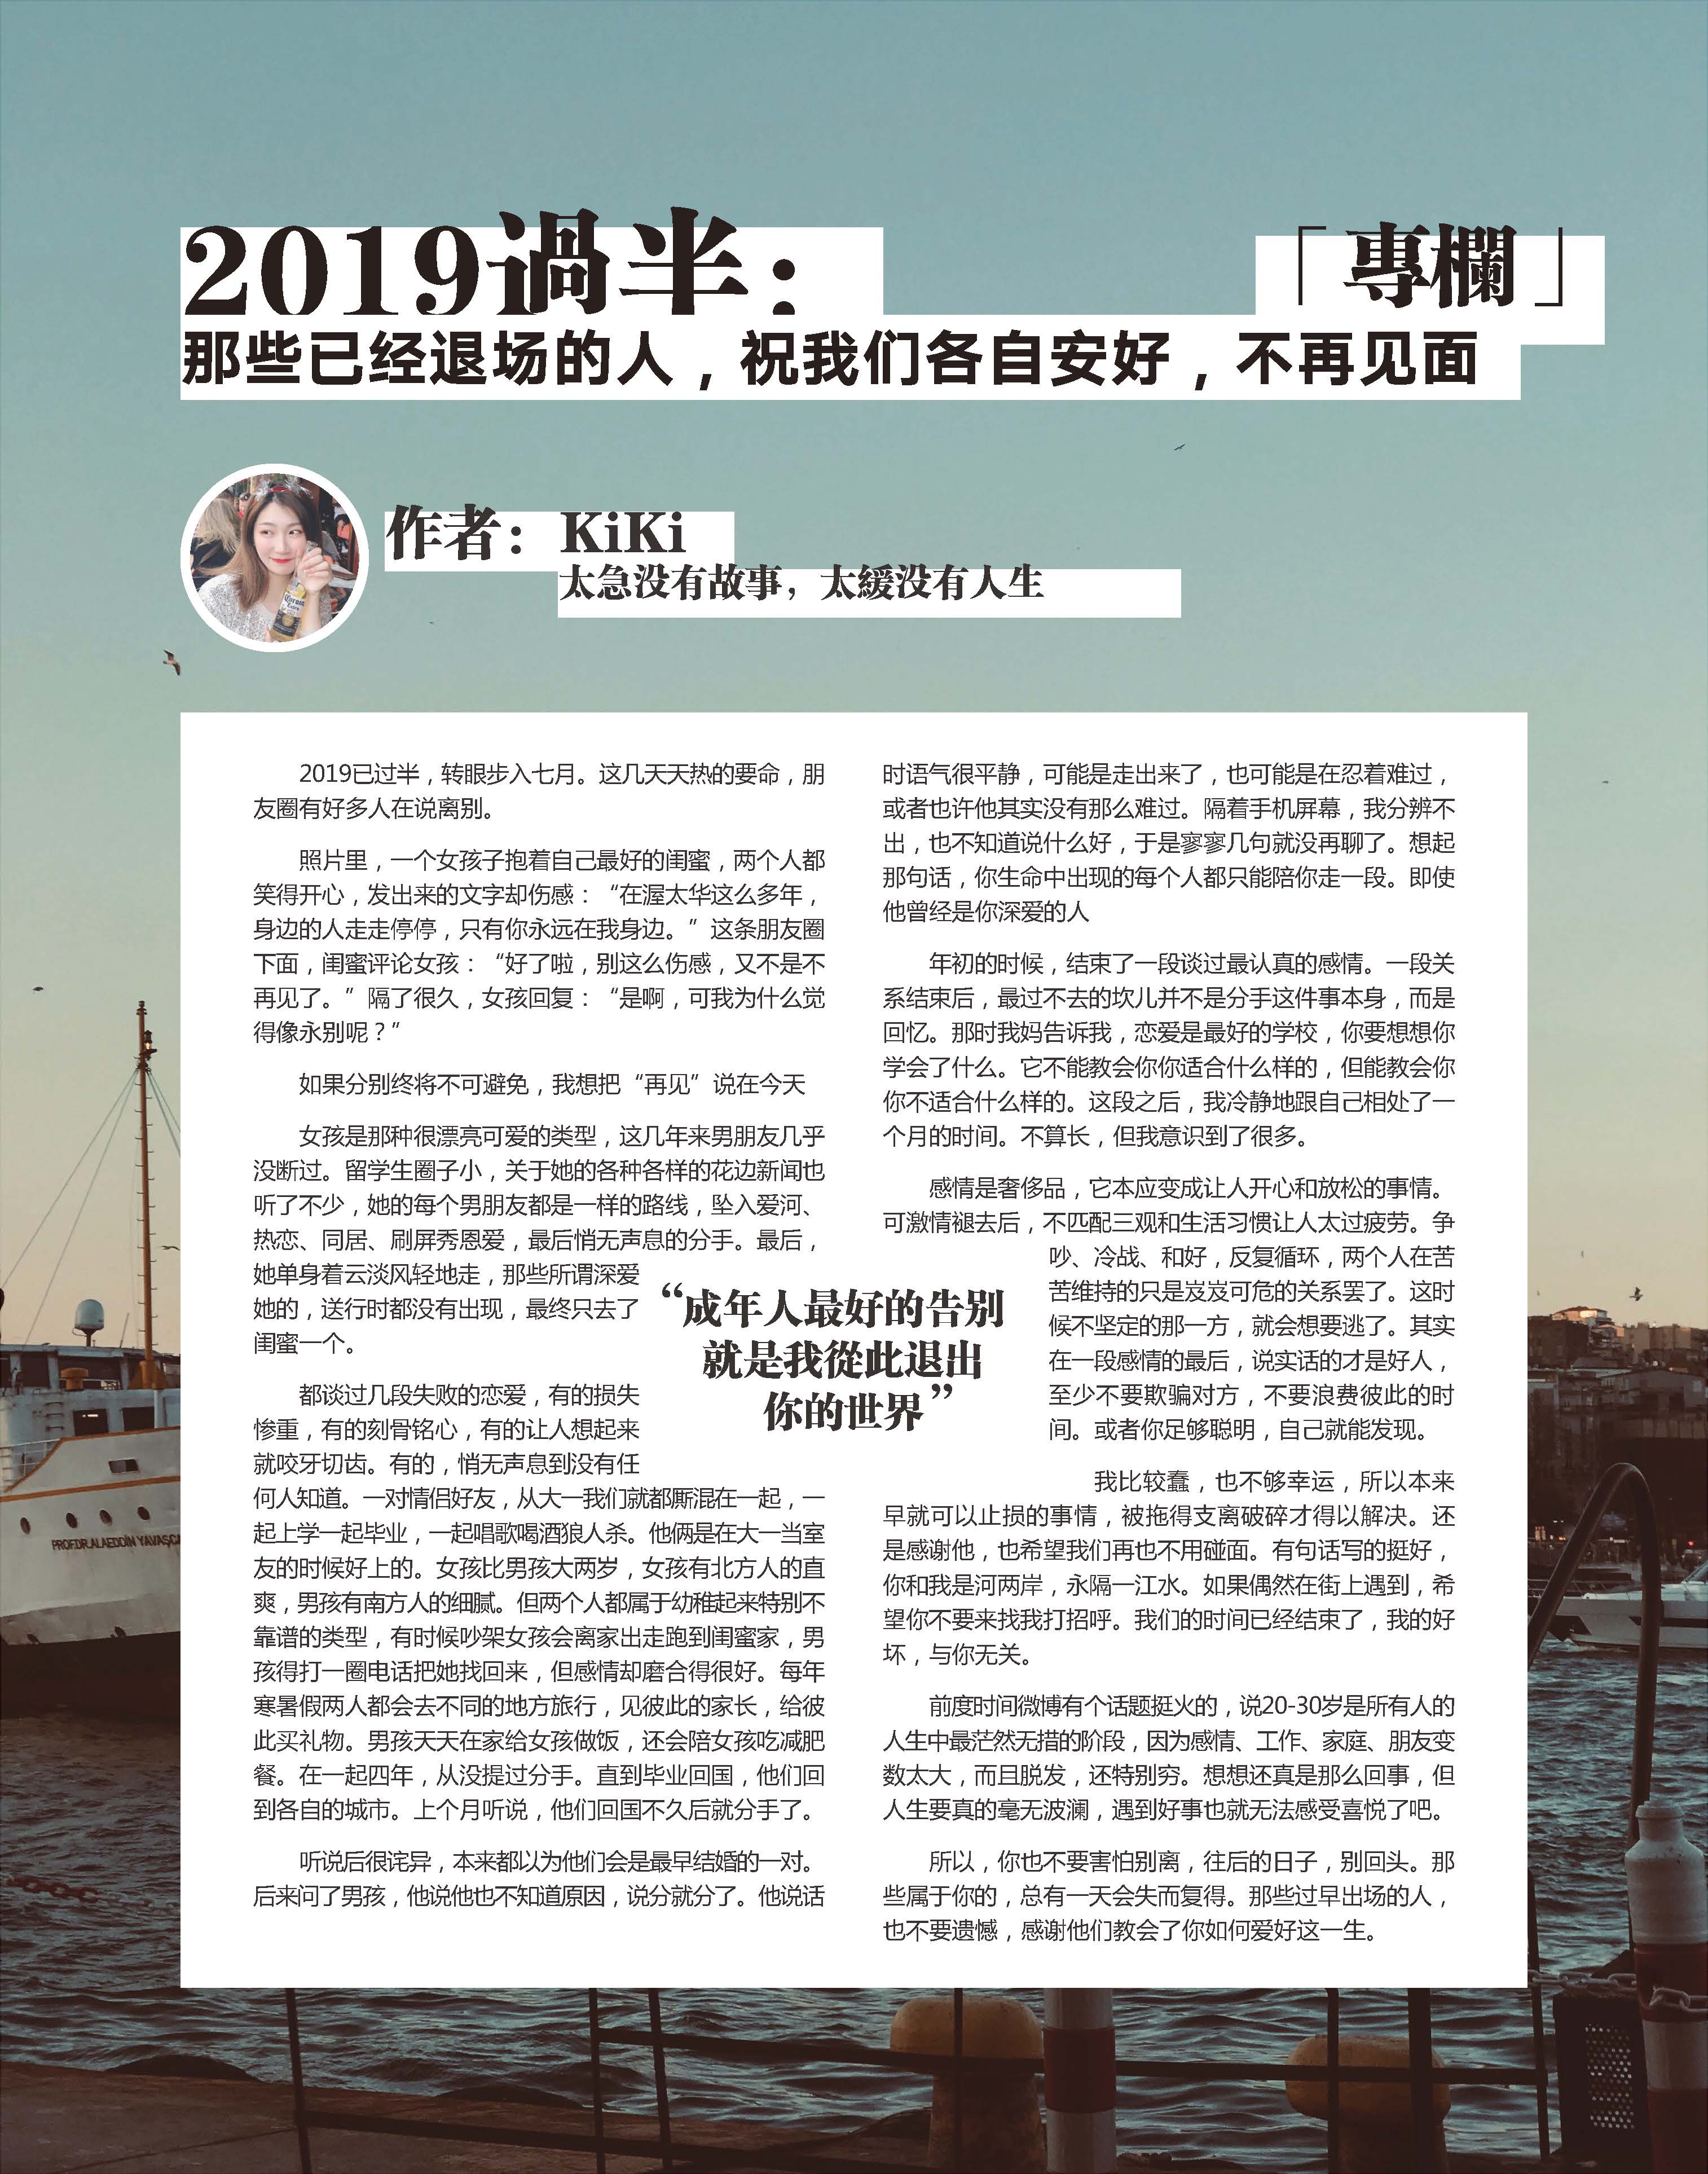 2019過半：
「專欄」
那些已经退场的人，祝我们各自安好，不再见面
作者：KiKi
太急没有故事，太緩没有人生
2019已过半，转眼步入七月。这几天天热的要命，朋
友圈有好多人在说离别。
照片里，一个女孩子抱着自己最好的闺蜜，两个人都
笑得开心，发出来的文字却伤感：“在渥太华这么多年，
身边的人走走停停，只有你永远在我身边。”这条朋友圈
下面，闺蜜评论女孩：“好了啦，别这么伤感，又不是不
再见了。”隔了很久，女孩回复：“是啊，可我为什么觉
得像永别呢？”
如果分别终将不可避免，我想把“再见”说在今天
女孩是那种很漂亮可爱的类型，这几年来男朋友几乎
没断过。留学生圈子小，关于她的各种各样的花边新闻也
听了不少，她的每个男朋友都是一样的路线，坠入爱河、
热恋、同居、刷屏秀恩爱，最后悄无声息的分手。最后，
她单身着云淡风轻地走，那些所谓深爱
她的，送行时都没有出现，最终只去了
闺蜜一个。
都谈过几段失败的恋爱，有的损失
惨重，有的刻骨铭心，有的让人想起来
就咬牙切齿。有的，悄无声息到没有任
何人知道。一对情侣好友，从大一我们就都厮混在一起，一
起上学一起毕业，一起唱歌喝酒狼人杀。他俩是在大一当室
友的时候好上的。女孩比男孩大两岁，女孩有北方人的直
爽，男孩有南方人的细腻。但两个人都属于幼稚起来特别不
靠谱的类型，有时候吵架女孩会离家出走跑到闺蜜家，男
孩得打一圈电话把她找回来，但感情却磨合得很好。每年
寒暑假两人都会去不同的地方旅行，见彼此的家长，给彼
此买礼物。男孩天天在家给女孩做饭，还会陪女孩吃减肥
餐。在一起四年，从没提过分手。直到毕业回国，他们回
到各自的城市。上个月听说，他们回国不久后就分手了。
听说后很诧异，本来都以为他们会是最早结婚的一对。
后来问了男孩，他说他也不知道原因，说分就分了。他说话
“成年人最好的告别
就是我從此退出
你的世界”
时语气很平静，可能是走出来了，也可能是在忍着难过，
或者也许他其实没有那么难过。隔着手机屏幕，我分辨不
出，也不知道说什么好，于是寥寥几句就没再聊了。想起
那句话，你生命中出现的每个人都只能陪你走一段。即使
他曾经是你深爱的人
年初的时候，结束了一段谈过最认真的感情。一段关
系结束后，最过不去的坎儿并不是分手这件事本身，而是
回忆。那时我妈告诉我，恋爱是最好的学校，你要想想你
学会了什么。它不能教会你你适合什么样的，但能教会你
你不适合什么样的。这段之后，我冷静地跟自己相处了一
个月的时间。不算长，但我意识到了很多。
感情是奢侈品，它本应变成让人开心和放松的事情。
可激情褪去后，不匹配三观和生活习惯让人太过疲劳。争
吵、冷战、和好，反复循环，两个人在苦
苦维持的只是岌岌可危的关系罢了。这时
候不坚定的那一方，就会想要逃了。其实
在一段感情的最后，说实话的才是好人，
至少不要欺骗对方，不要浪费彼此的时
间。或者你足够聪明，自己就能发现。
我比较蠢，也不够幸运，所以本来
早就可以止损的事情，被拖得支离破碎才得以解决。还
是感谢他，也希望我们再也不用碰面。有句话写的挺好，
你和我是河两岸，永隔一江水。如果偶然在街上遇到，希
望你不要来找我打招呼。我们的时间已经结束了，我的好
坏，与你无关。
前度时间微博有个话题挺火的，说20-30岁是所有人的
人生中最茫然无措的阶段，因为感情、工作、家庭、朋友变
数太大，而且脱发，还特别穷。想想还真是那么回事，但
人生要真的毫无波澜，遇到好事也就无法感受喜悦了吧。
所以，你也不要害怕别离，往后的日子，别回头。那
些属于你的，总有一天会失而复得。那些过早出场的人，
也不要遗憾，感谢他们教会了你如何爱好这一生。
PROF.DR.ALAEDDİN YAVAŞCA